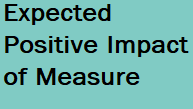 Expected
Positive Impact
of Measure